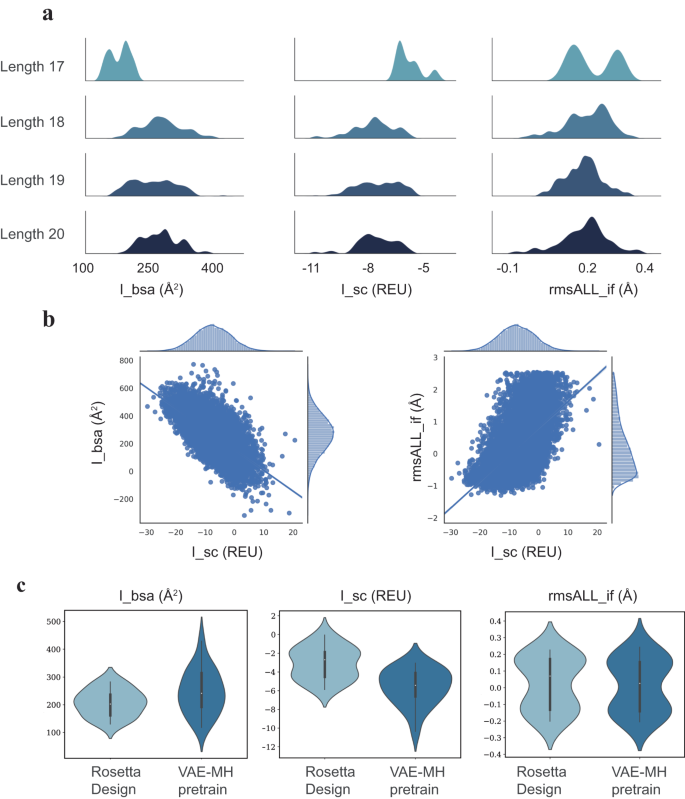 a
Length 17
Length 18
Length 19
Length 20
100 250 400
-11 -8 -5
-0.1 0.2 0.4
I_bsa (Å²)
I_sc (REU)
rmsALL_if (Å)
b
800
600
400
200
0
−200
I_bsa (Å²)
−30 −20 −10 0 10 20
I_sc (REU)
3
2
1
0
−1
−2
rmsALL_if (Å)
−30 −20 −10 0 10 20
I_sc (REU)
c
I_bsa (Å²)
I_sc (REU)
rmsALL_if (Å)
500
400
300
200
100
2
0
−2
−4
−6
−8
−10
−12
0.4
0.3
0.2
0.1
0.0
−0.1
−0.2
−0.3
−0.4
Rosetta Design
VAE-MH pretrain
Rosetta Design
VAE-MH pretrain
Rosetta Design
VAE-MH pretrain